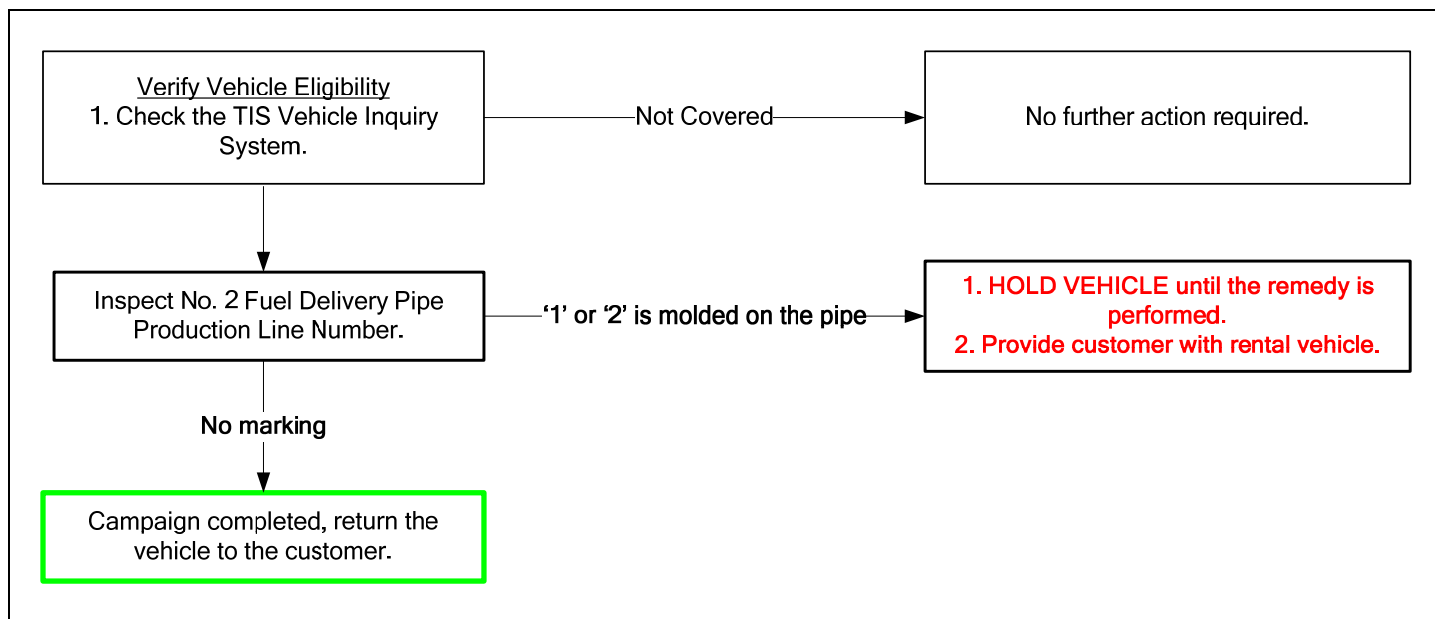 Verify Vehicle Eligibility
1. Check the TIS Vehicle Inquiry
System.
Not Covered
No further action required.
Inspect No. 2 Fuel Delivery Pipe
Production Line Number.
‘1’ or ‘2’ is molded on the pipe
1. HOLD VEHICLE until the remedy is
performed.
2. Provide customer with rental vehicle.
No marking
Campaign completed, return the
vehicle to the customer.